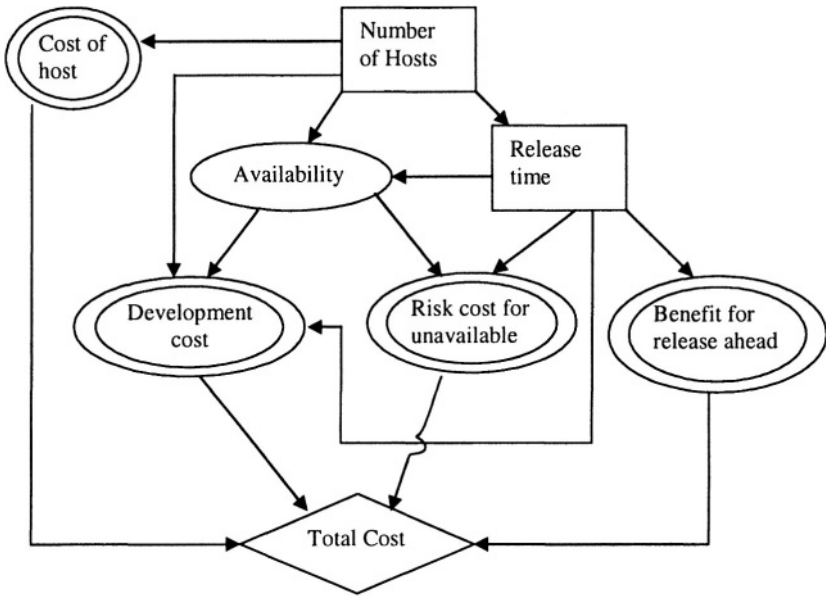 Cost of
host
Number
of Hosts
Release
time
Availability
Development
cost
Risk cost for
unavailable
Benefit for
release ahead
Total Cost